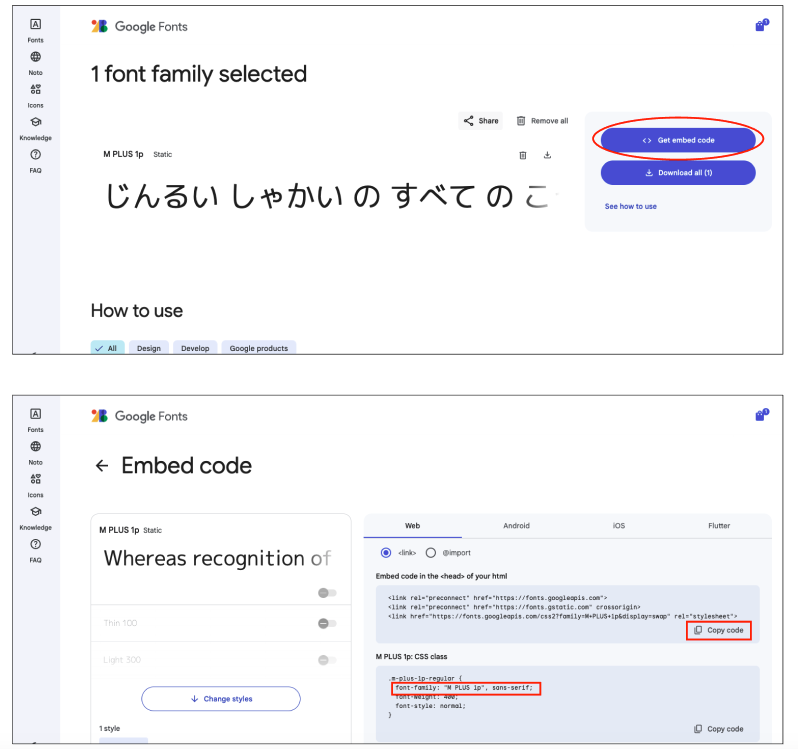 Google Fonts
1
Fonts
Noto
Icons
Knowledge
FAQ
1 font family selected
Share
Remove all
Get embed code
Download all (1)
See how to use
M PLUS 1p Static
じんるい しゃかい の すべて の こ
How to use
All Design Develop Google products
Google Fonts
1
Fonts
Noto
Icons
Knowledge
FAQ
Embed code
M PLUS 1p Static
Whereas recognition of
Thin 100
Light 300
Change styles
1 style
Web Android iOS Flutter
<link> @import
Embed code in the <head> of your html
<link rel="preconnect" href="https://fonts.googleapis.com">
<link rel="preconnect" href="https://fonts.gstatic.com" crossorigin>
<link href="https://fonts.googleapis.com/css2?family=M+PLUS+1p&display=swap" rel="stylesheet">
Copy code
M PLUS 1p: CSS class
.m-plus-1p-regular {
font-family: "M PLUS 1p", sans-serif;
font-weight: 400;
font-style: normal;
}
Copy code